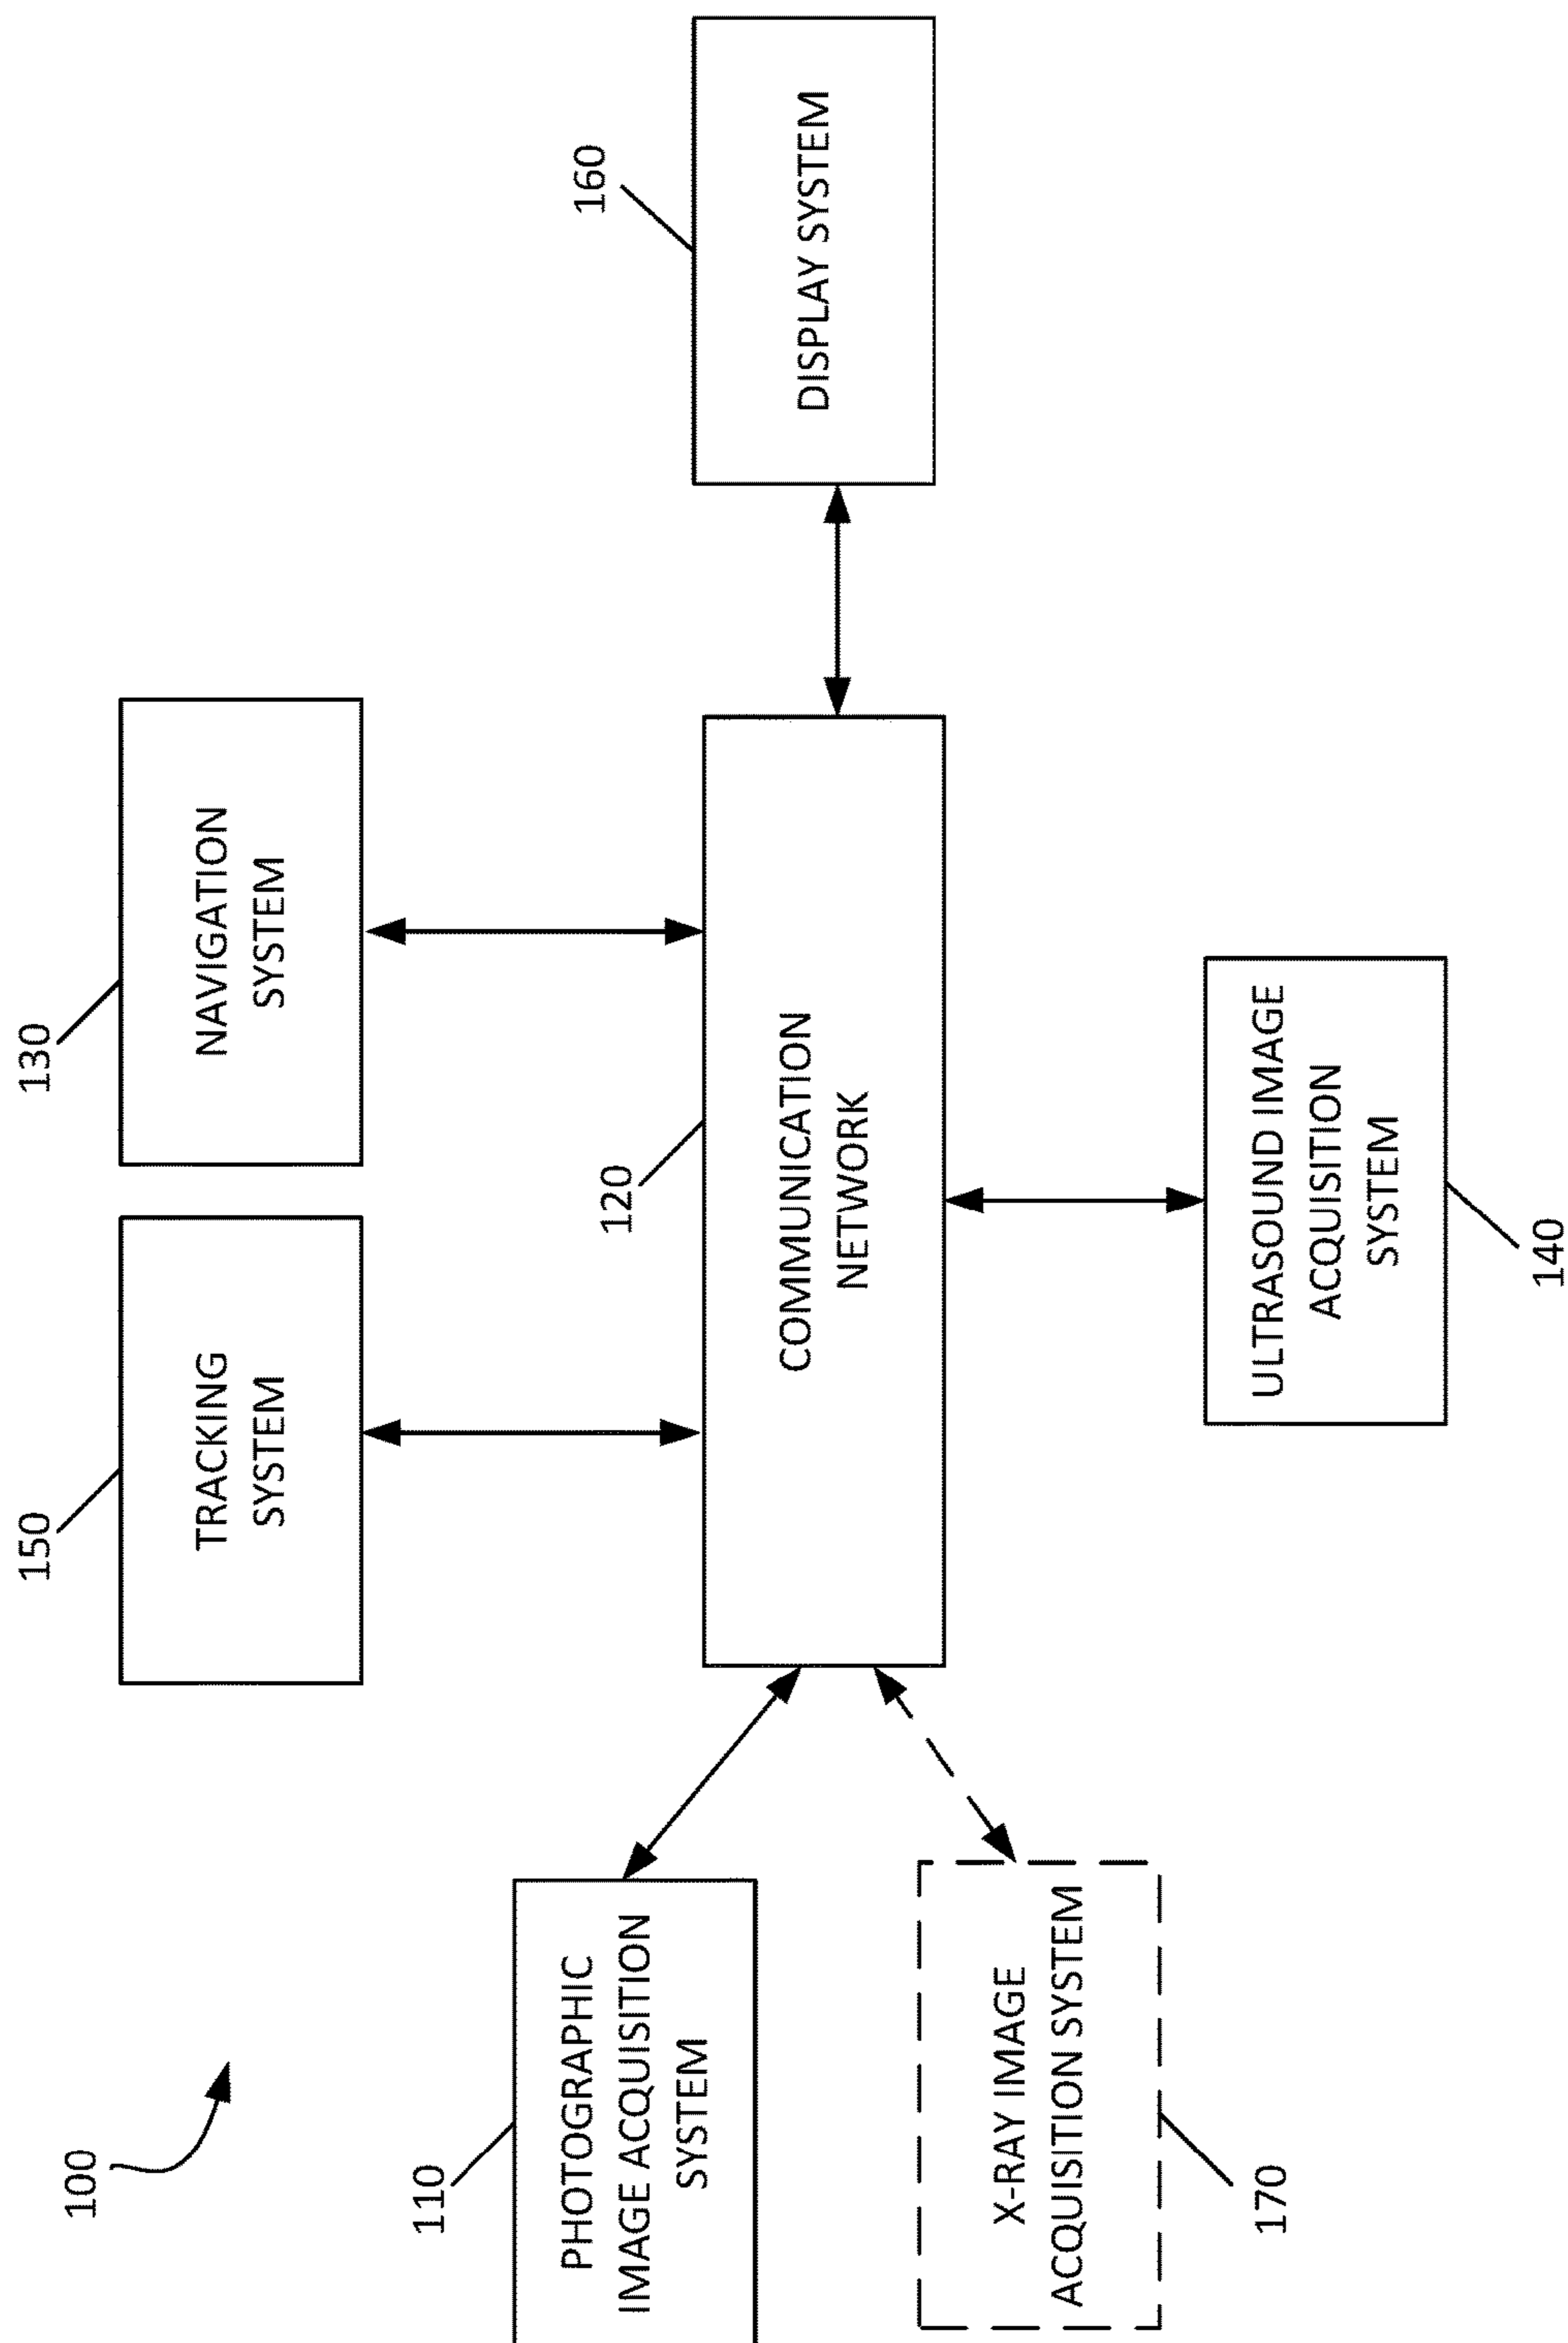 100
150
TRACKING
SYSTEM
130
NAVIGATION
SYSTEM
110
PHOTOGRAPHIC
IMAGE ACQUISITION
SYSTEM
120
COMMUNICATION
NETWORK
160
DISPLAY SYSTEM
X-RAY IMAGE
ACQUISITION SYSTEM
170
ULTRASOUND IMAGE
ACQUISITION
SYSTEM
140